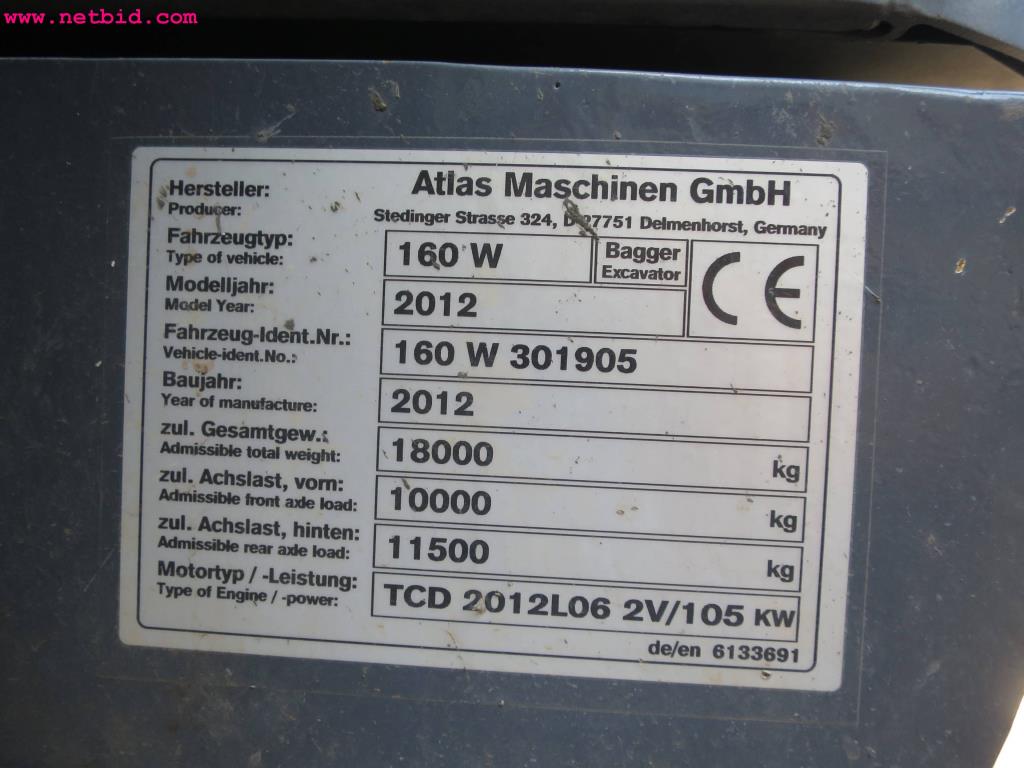 www.netbid.com
Hersteller: Atlas Maschinen GmbH
Producer: Stedinger Strasse 324, D 27751 Delmenhorst, Germany
Fahrzeugtyp: 160 W Bagger CE
Type of vehicle: Excavator
Modelljahr: 2012
Model Year:
Fahrzeug-Ident.Nr.: 160 W 301905
Vehicle-ident.No.:
Baujahr: 2012
Year of manufacture:
zul. Gesamtgew.: 18000 kg
Admissible total weight:
zul. Achslast, vorn: 10000 kg
Admissible front axle load:
zul. Achslast, hinten: 11500 kg
Admissible rear axle load:
Motortyp / -Leistung: TCD 2012L06 2V/105 KW
Type of Engine / -power:
de/en 6133691